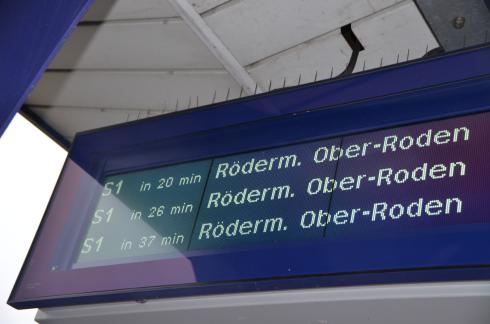 S1 in 20 min Röderm. Ober-Roden
S1 in 26 min Röderm. Ober-Roden
S1 in 37 min Röderm. Ober-Roden